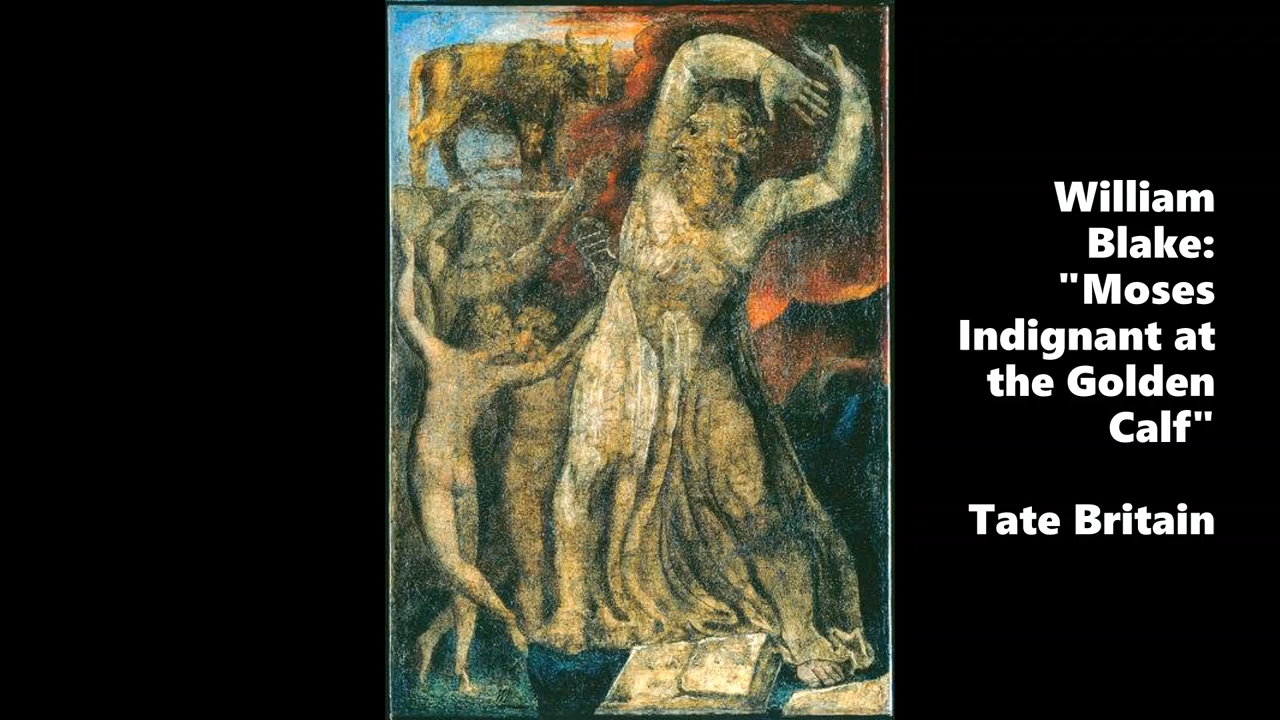 William
Blake:
"Moses
Indignant at
the Golden
Calf"
Tate Britain